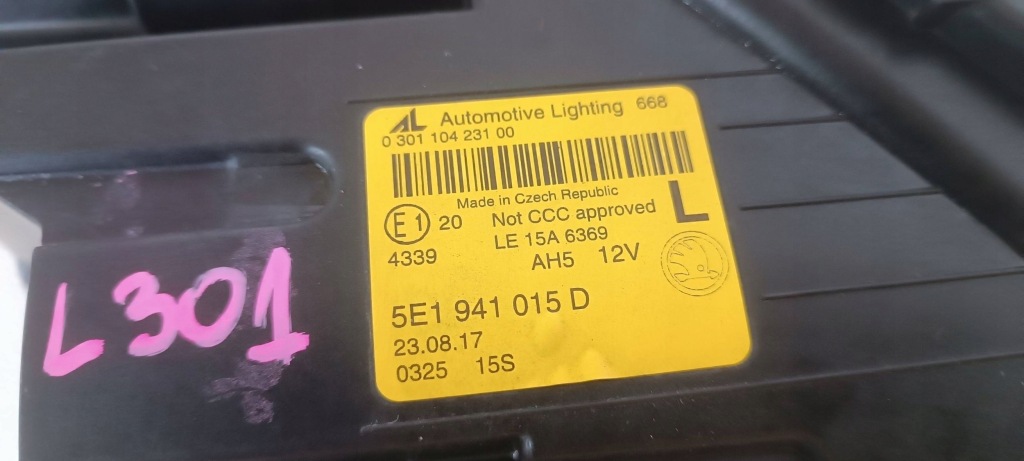 AL Automotive Lighting 668
0 301 104 231 00
Made in Czech Republic
E1 20 Not CCC approved L
4339 LE 15A 6369
AH5 12V
5E1 941 015 D
23.08.17
0325 15S
L301